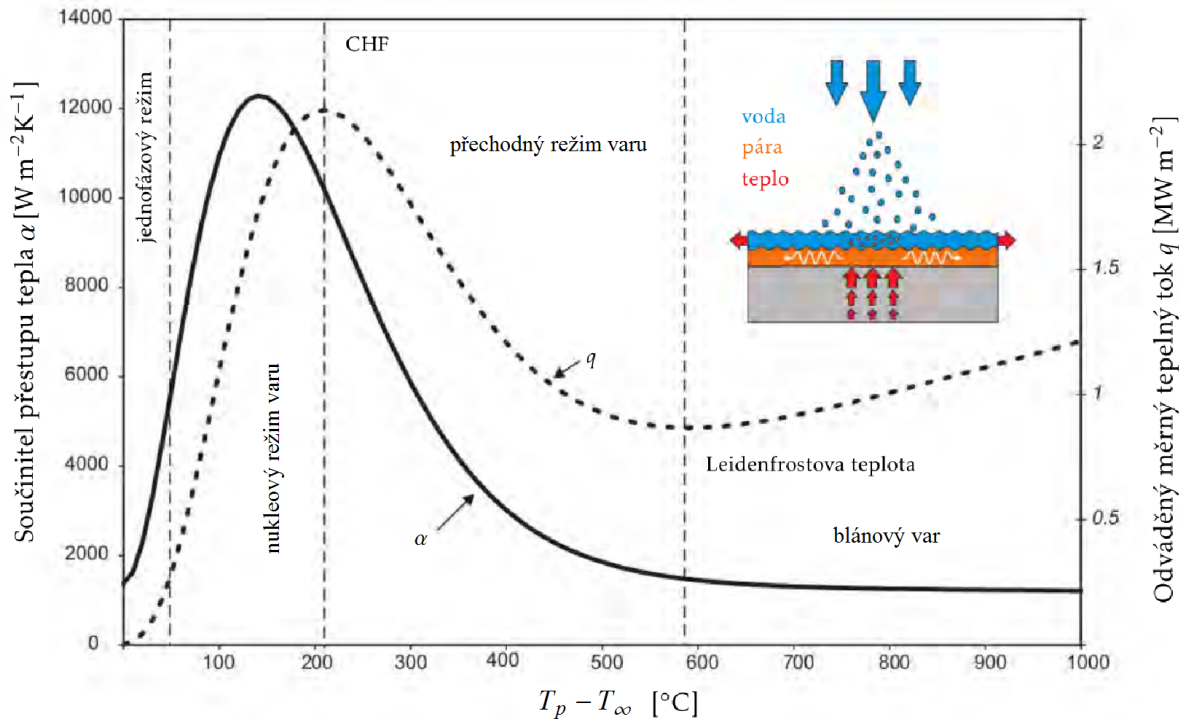 Součinitel přestupu tepla α [W m−2K−1]
14000
12000
10000
8000
6000
4000
2000
0
jednofázový režim
nukleový režim varu
CHF
přechodný režim varu
voda
pára
teplo
q
α
Leidenfrostova teplota
blánový var
2
1.5
1
0.5
Odváděný měrný tepelný tok q [MW m−2]
100
200
300
400
500
600
700
800
900
1000
Tp − T∞ [°C]